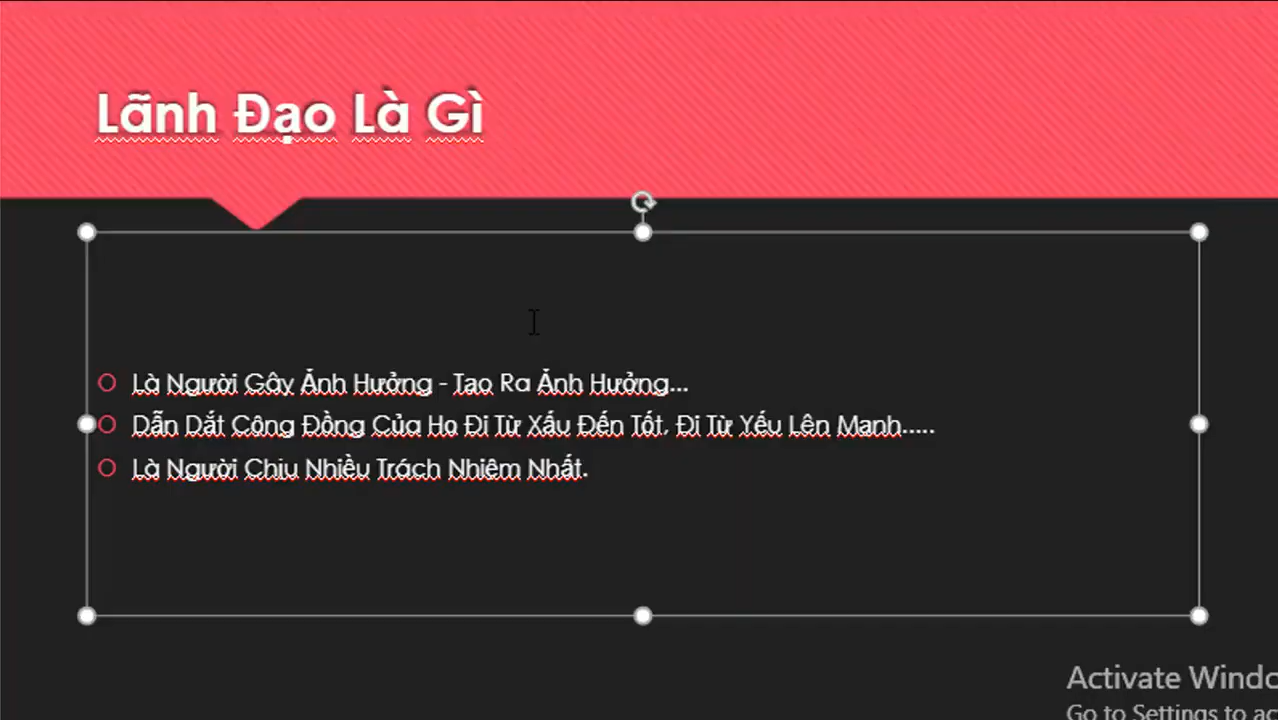 Lãnh Đạo Là Gì
Là Người Gây Ảnh Hưởng - Tạo Ra Ảnh Hưởng...
Dẫn Dắt Công Đồng Của Họ Đi Từ Xấu Đến Tốt, Đi Từ Yếu Lên Mạnh.....
Là Người Chịu Nhiều Trách Nhiệm Nhất.
Activate Windo
Go to Settings to ac